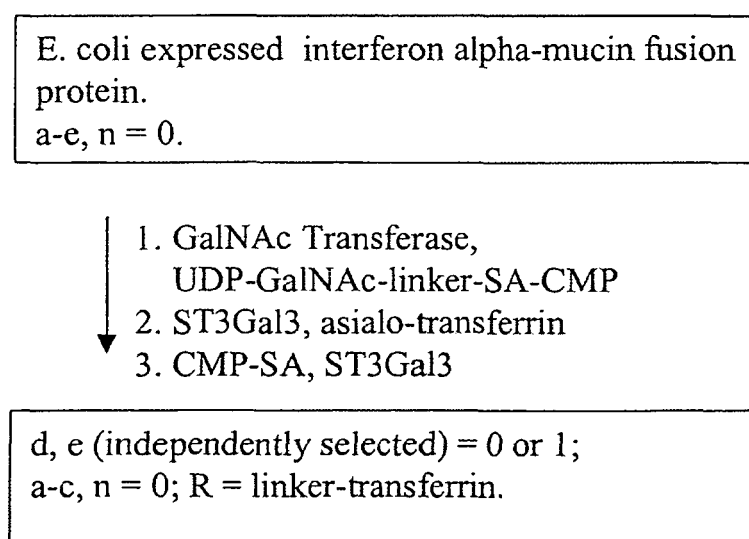 E. coli expressed interferon alpha-mucin fusion
protein.
a-e, n = 0.
1. GalNAc Transferase,
UDP-GalNAc-linker-SA-CMP
2. ST3Gal3, asialo-transferrin
3. CMP-SA, ST3Gal3
d, e (independently selected) = 0 or 1;
a-c, n = 0; R = linker-transferrin.